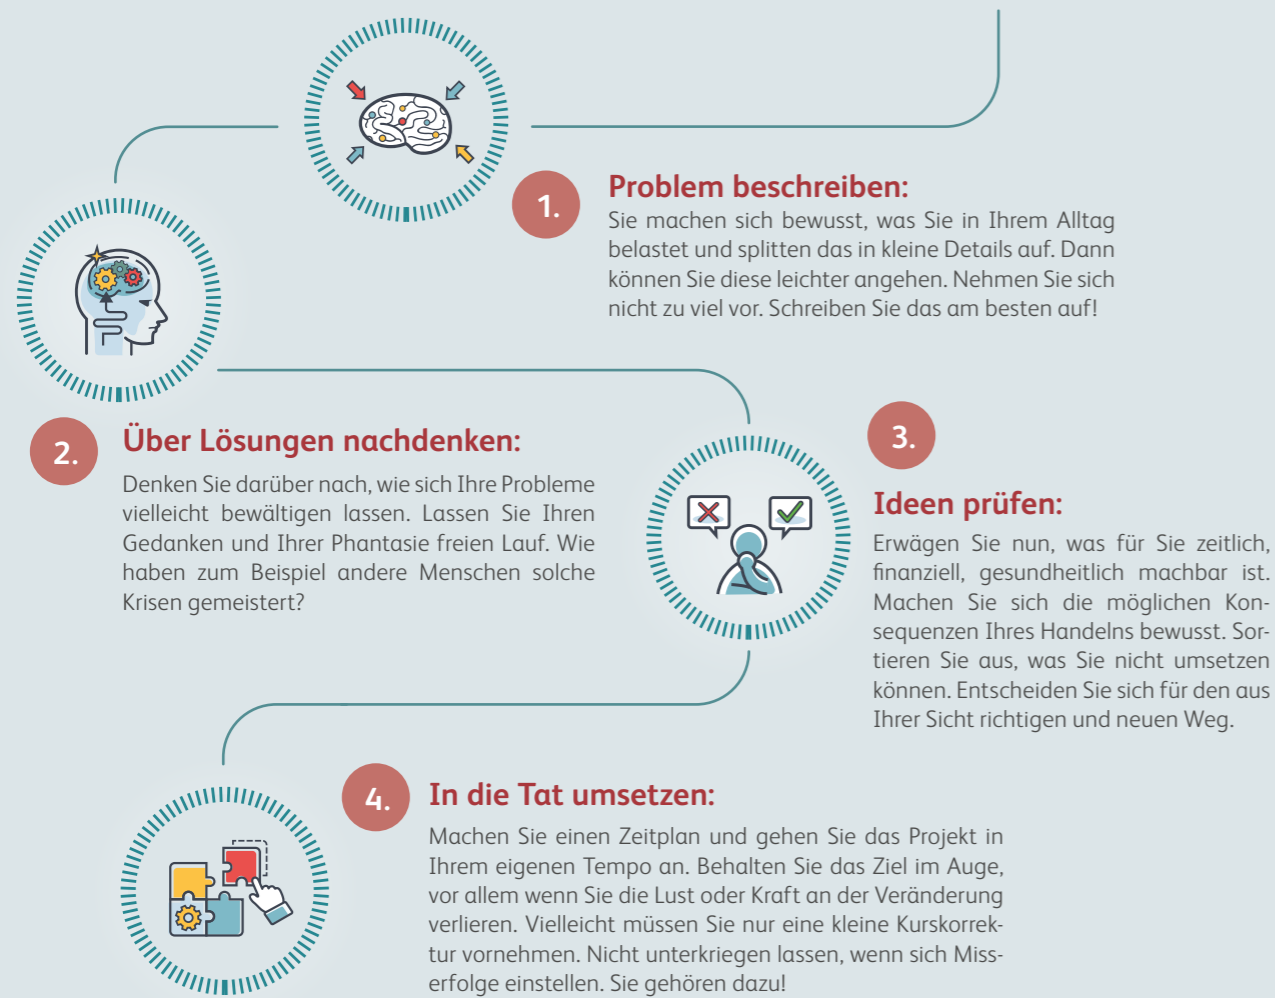 1.
Problem beschreiben:
Sie machen sich bewusst, was Sie in Ihrem Alltag
belastet und splitten das in kleine Details auf. Dann
können Sie diese leichter angehen. Nehmen Sie sich
nicht zu viel vor. Schreiben Sie das am besten auf!
2.
Über Lösungen nachdenken:
Denken Sie darüber nach, wie sich Ihre Probleme
vielleicht bewältigen lassen. Lassen Sie Ihren
Gedanken und Ihrer Phantasie freien Lauf. Wie
haben zum Beispiel andere Menschen solche
Krisen gemeistert?
3.
Ideen prüfen:
Erwägen Sie nun, was für Sie zeitlich,
finanziell, gesundheitlich machbar ist.
Machen Sie sich die möglichen Kon-
sequenzen Ihres Handelns bewusst. Sor-
tieren Sie aus, was Sie nicht umsetzen
können. Entscheiden Sie sich für den aus
Ihrer Sicht richtigen und neuen Weg.
4.
In die Tat umsetzen:
Machen Sie einen Zeitplan und gehen Sie das Projekt in
Ihrem eigenen Tempo an. Behalten Sie das Ziel im Auge,
vor allem wenn Sie die Lust oder Kraft an der Veränderung
verlieren. Vielleicht müssen Sie nur eine kleine Kurskorrek-
tur vornehmen. Nicht unterkriegen lassen, wenn sich Miss-
erfolge einstellen. Sie gehören dazu!